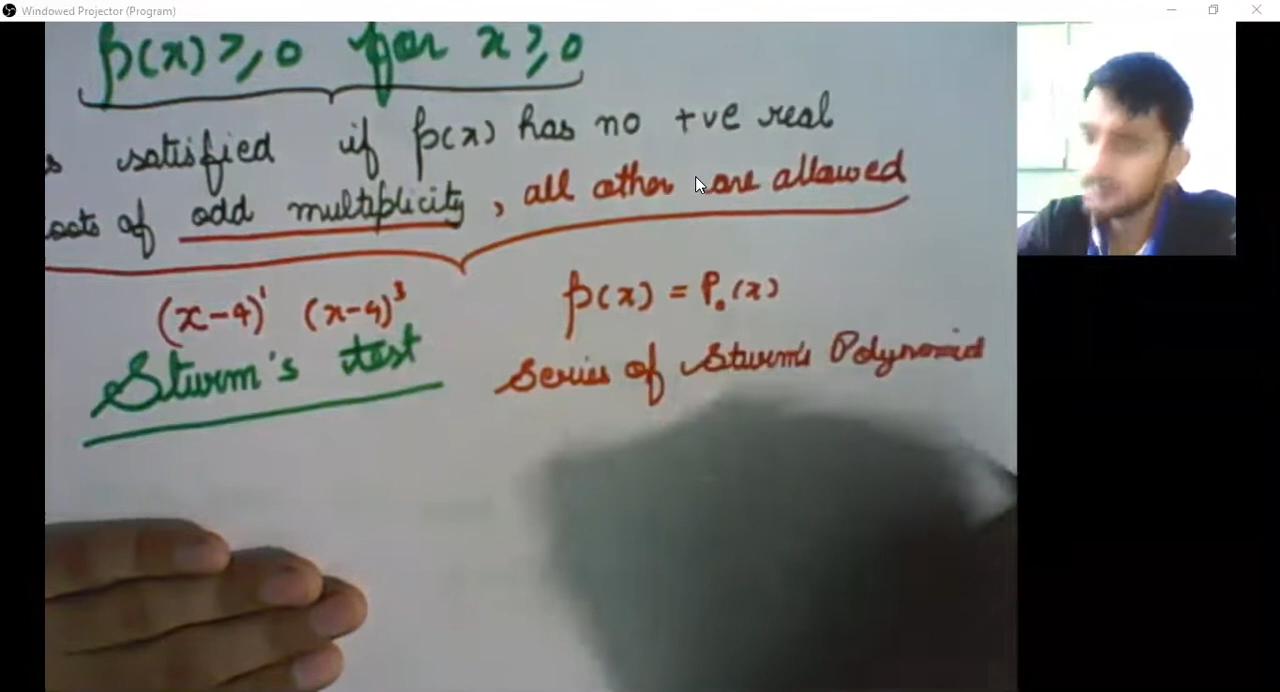 Windowed Projector (Program)
p(x) ≥ 0 for x ≥ 0
s satisfied if p(x) has no +ve real
oots of odd multiplicity, all other are allowed
(x-4)¹ (x-4)³ p(x) = P₀(x)
Sturm's test
Series of Sturm's Polynomial